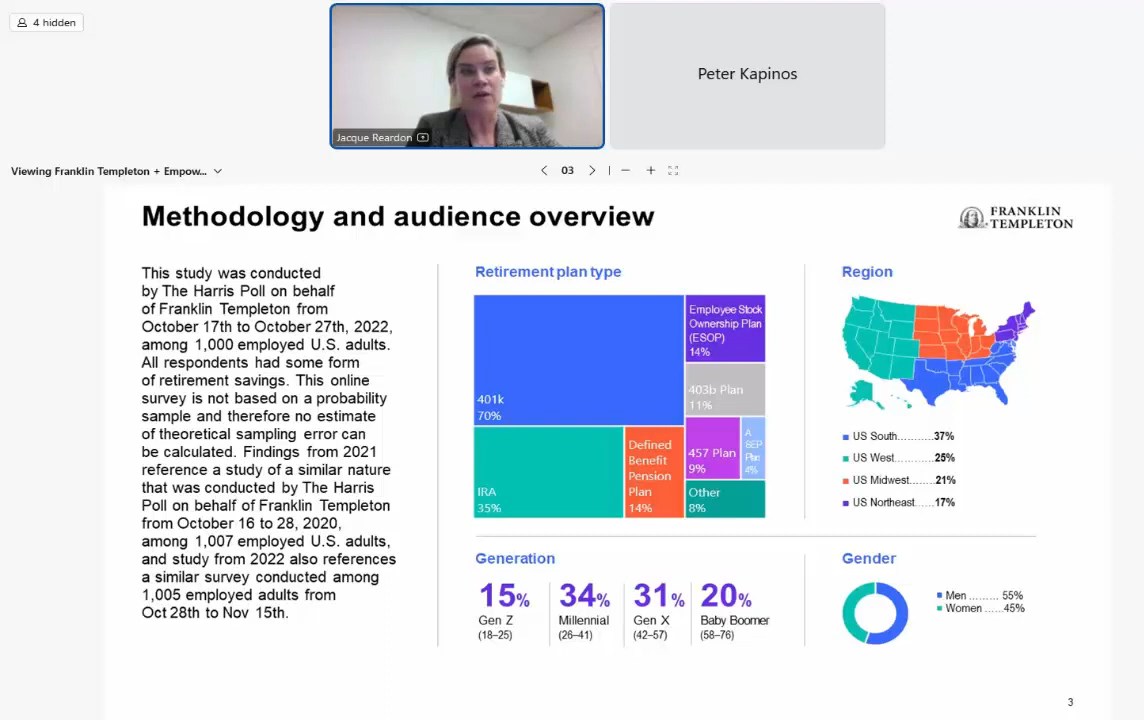 4 hidden
Jacque Reardon
Peter Kapinos
Viewing Franklin Templeton + Empow...
03
Methodology and audience overview
FRANKLIN
TEMPLETON
This study was conducted
by The Harris Poll on behalf
of Franklin Templeton from
October 17th to October 27th, 2022,
among 1,000 employed U.S. adults.
All respondents had some form
of retirement savings. This online
survey is not based on a probability
sample and therefore no estimate
of theoretical sampling error can
be calculated. Findings from 2021
reference a study of a similar nature
that was conducted by The Harris
Poll on behalf of Franklin Templeton
from October 16 to 28, 2020,
among 1,007 employed U.S. adults,
and study from 2022 also references
a similar survey conducted among
1,005 employed adults from
Oct 28th to Nov 15th.
Retirement plan type
401k
70%
Employee Stock
Ownership Plan
(ESOP)
14%
403b Plan
11%
IRA
35%
Defined
Benefit
Pension
Plan
14%
457 Plan
9%
A
SEP
Plan
4%
Other
8%
Region
US South..........37%
US West...........25%
US Midwest........21%
US Northeast......17%
Generation
15%
Gen Z
(18–25)
34%
Millennial
(26–41)
31%
Gen X
(42–57)
20%
Baby Boomer
(58–76)
Gender
Men ......... 55%
Women ......45%
3